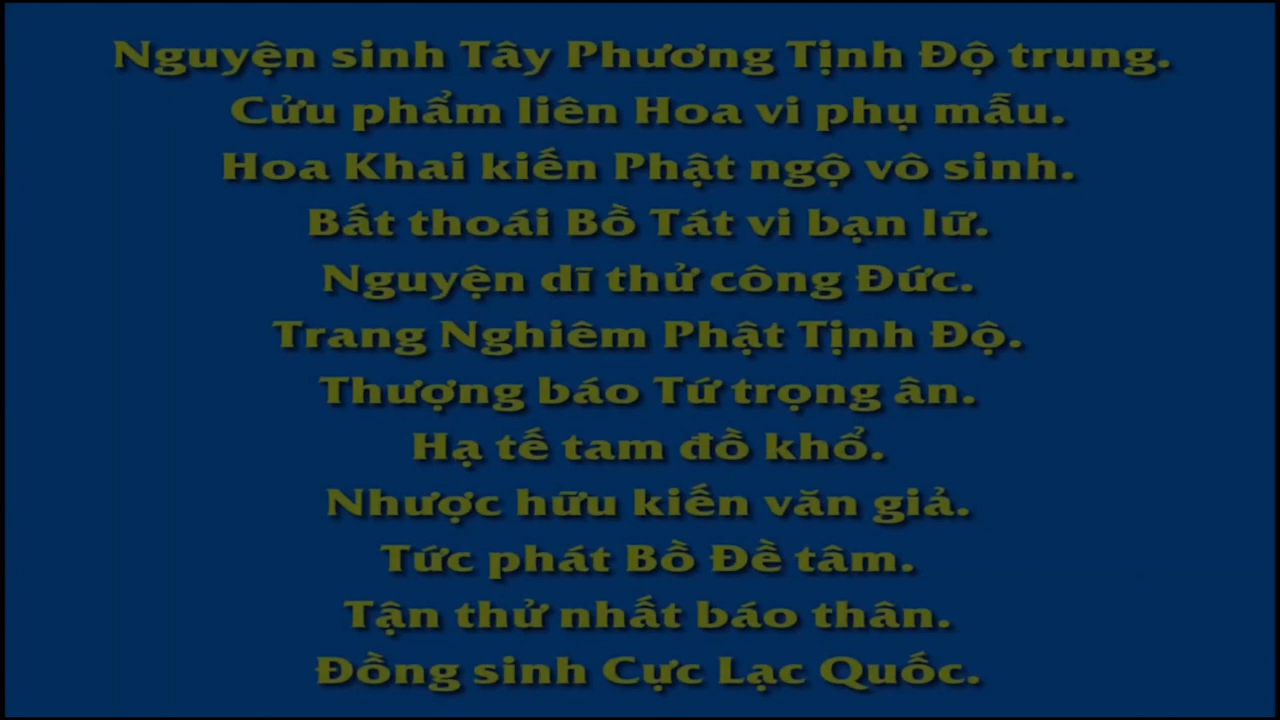 Nguyện sinh Tây Phương Tịnh Độ trung.
Cửu phẩm liên Hoa vi phụ mẫu.
Hoa Khai kiến Phật ngộ vô sinh.
Bất thoái Bồ Tát vi bạn lữ.
Nguyện dĩ thử công Đức.
Trang Nghiêm Phật Tịnh Độ.
Thượng báo Tứ trọng ân.
Hạ tế tam đồ khổ.
Nhược hữu kiến văn giả.
Tức phát Bồ Đề tâm.
Tận thử nhất báo thân.
Đồng sinh Cực Lạc Quốc.